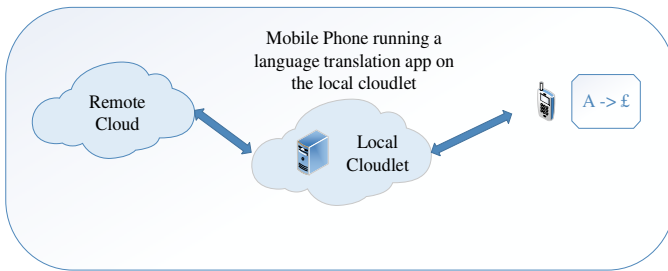 Mobile Phone running a
language translation app on
the local cloudlet
Remote
Cloud
Local
Cloudlet
A -> £